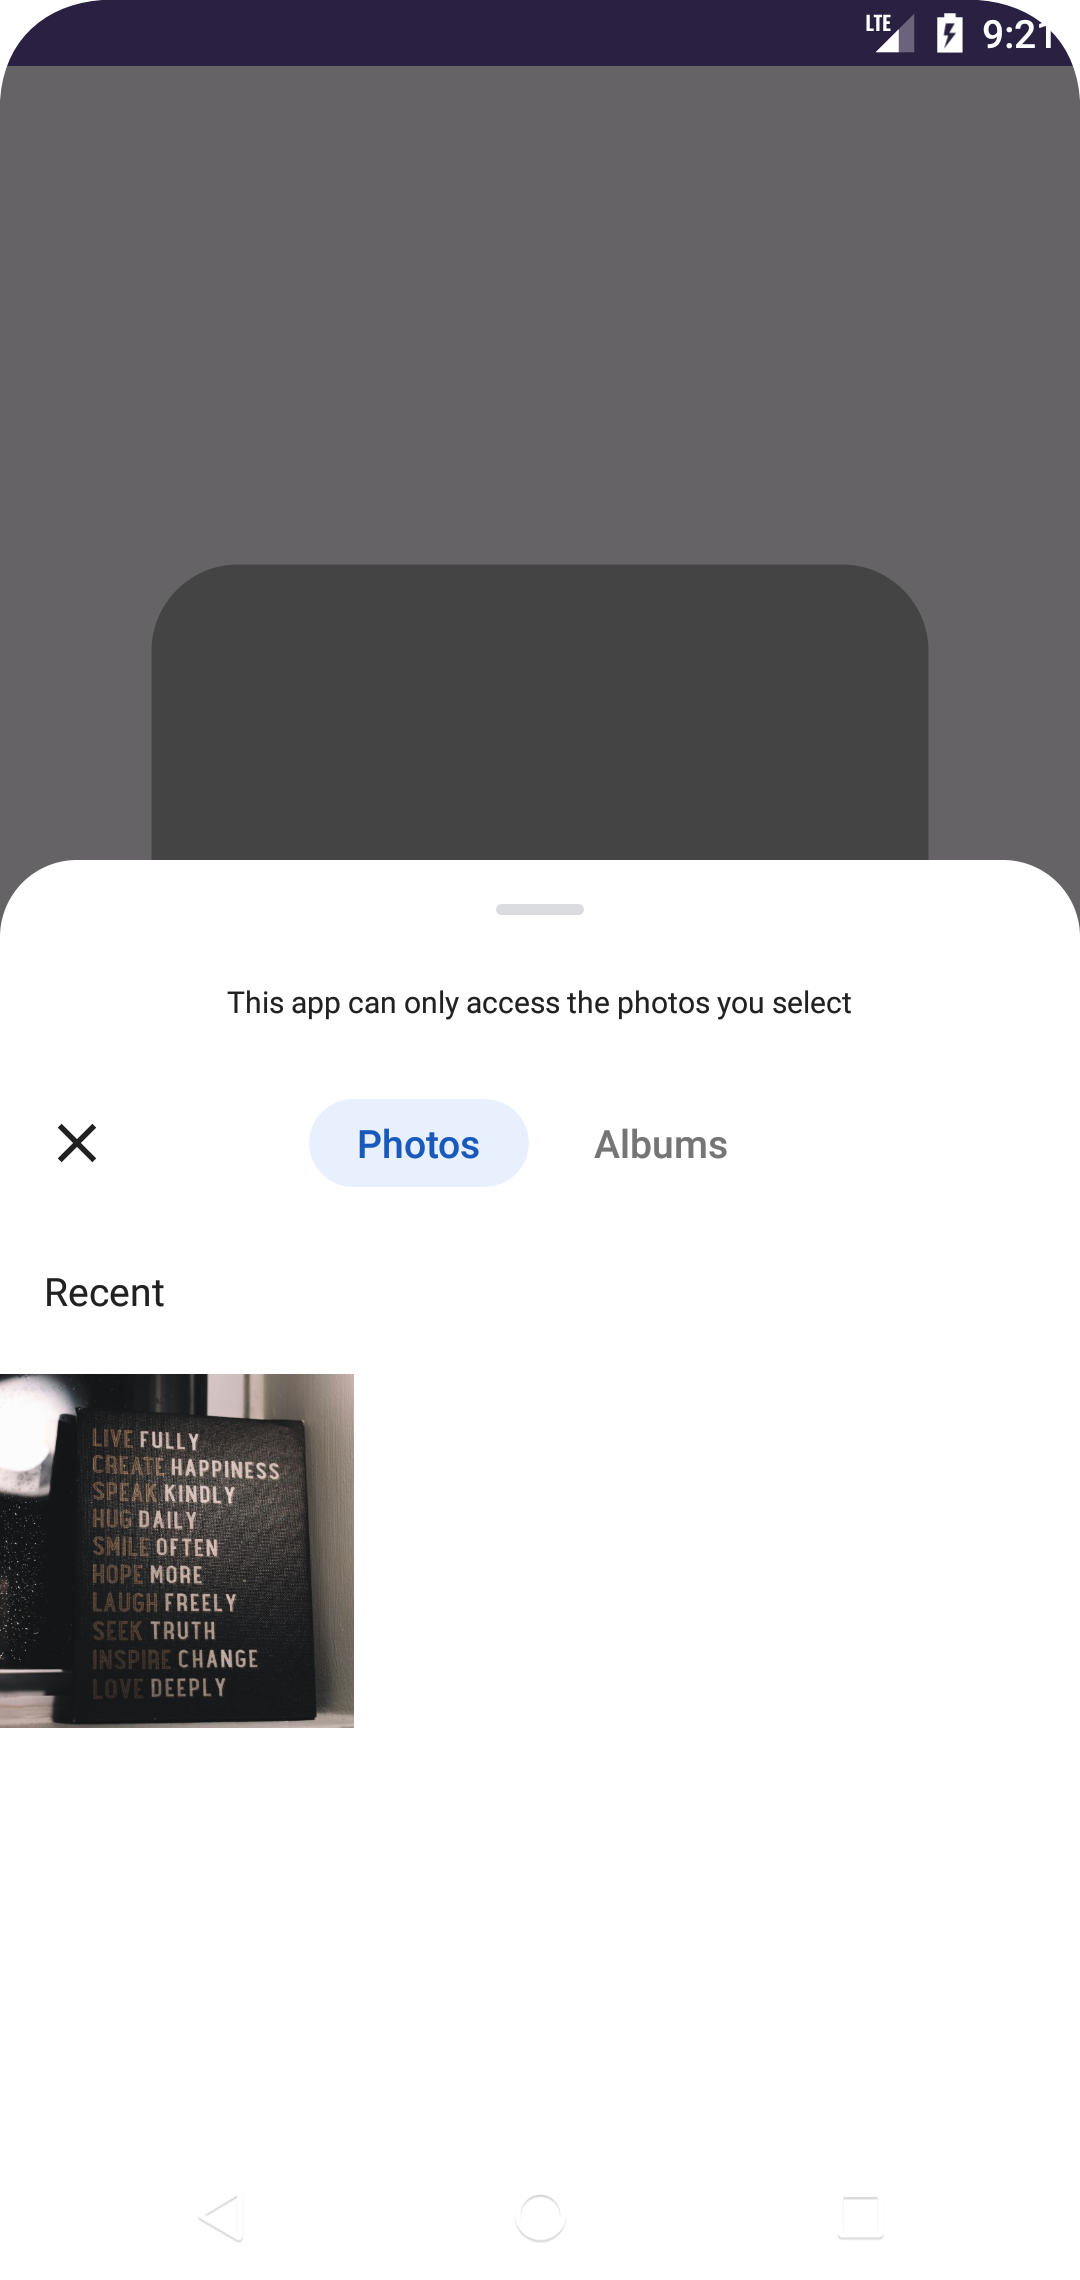 LTE 9:21
This app can only access the photos you select
Photos Albums
Recent
LIVE FULLY
CREATE HAPPINESS
SPEAK KINDLY
HUG DAILY
SMILE OFTEN
HOPE MORE
LAUGH FREELY
SEEK TRUTH
INSPIRE CHANGE
LOVE DEEPLY